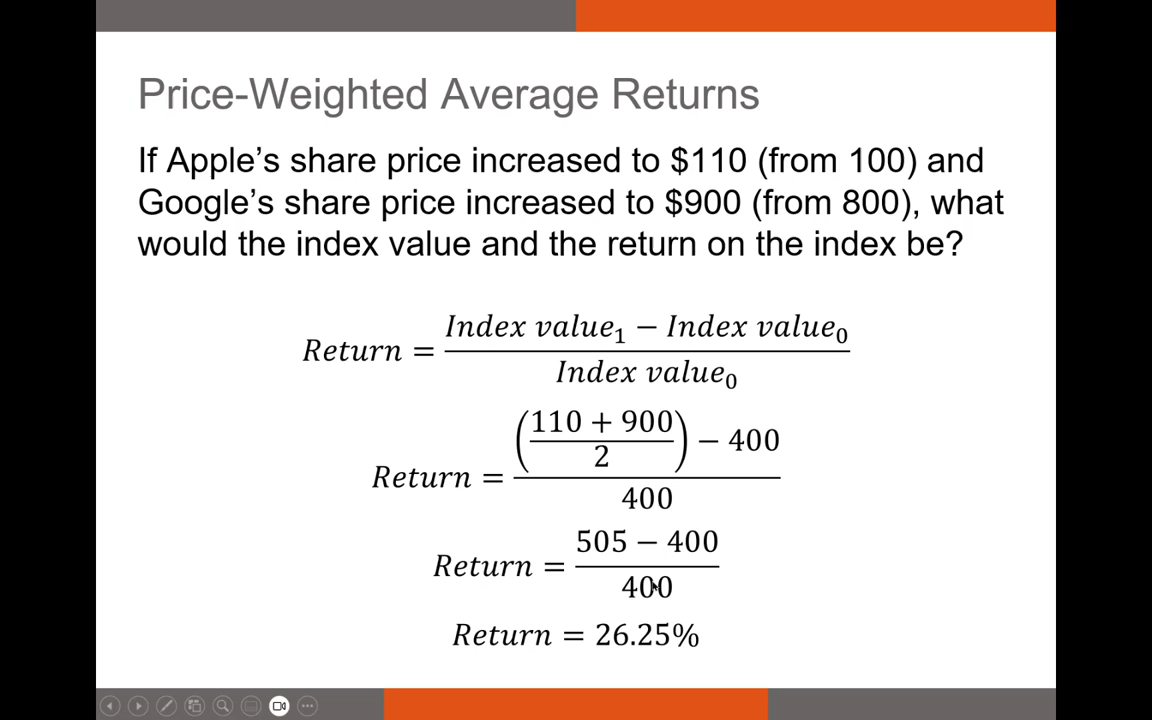 Price-Weighted Average Returns
If Apple's share price increased to $110 (from 100) and
Google's share price increased to $900 (from 800), what
would the index value and the return on the index be?
Return = (Index value₁ − Index value₀) / Index value₀
Return = (((110 + 900) / 2) − 400) / 400
Return = (505 − 400) / 400
Return = 26.25%